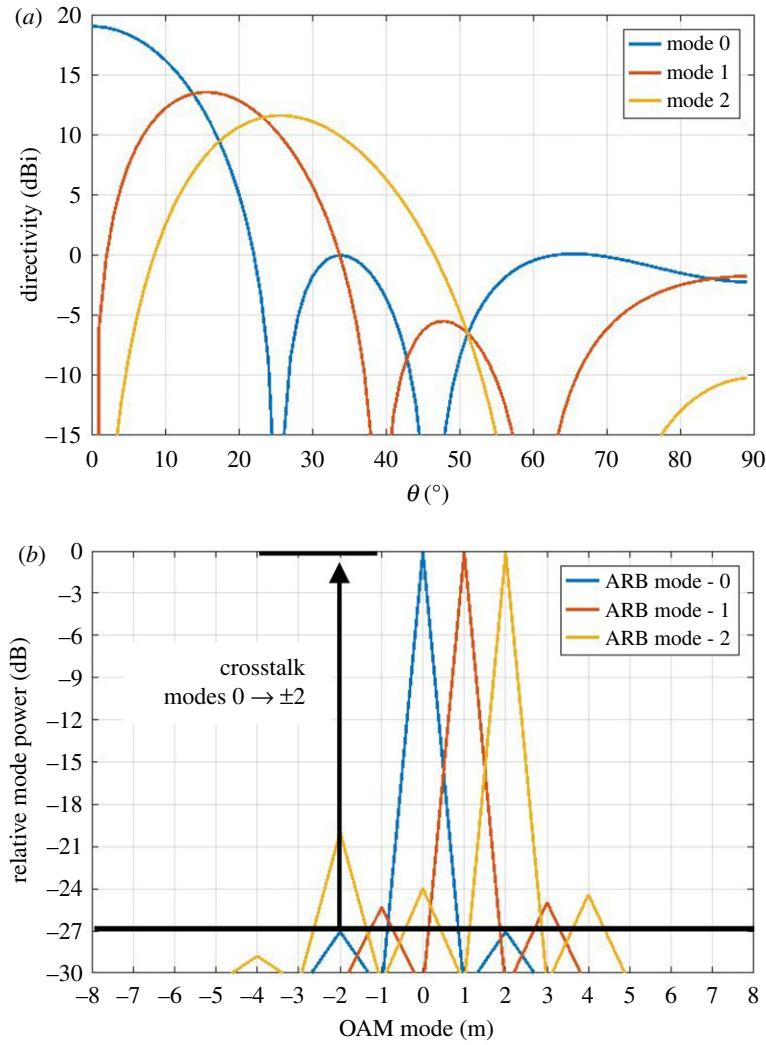 (a)
20
15
10
5
0
–5
–10
–15
directivity (dBi)
mode 0
mode 1
mode 2
0 10 20 30 40 50 60 70 80 90
θ (°)
(b)
0
–3
–6
–9
–12
–15
–18
–21
–24
–27
–30
relative mode power (dB)
ARB mode - 0
ARB mode - 1
ARB mode - 2
crosstalk
modes 0 → ±2
–8 –7 –6 –5 –4 –3 –2 –1 0 1 2 3 4 5 6 7 8
OAM mode (m)